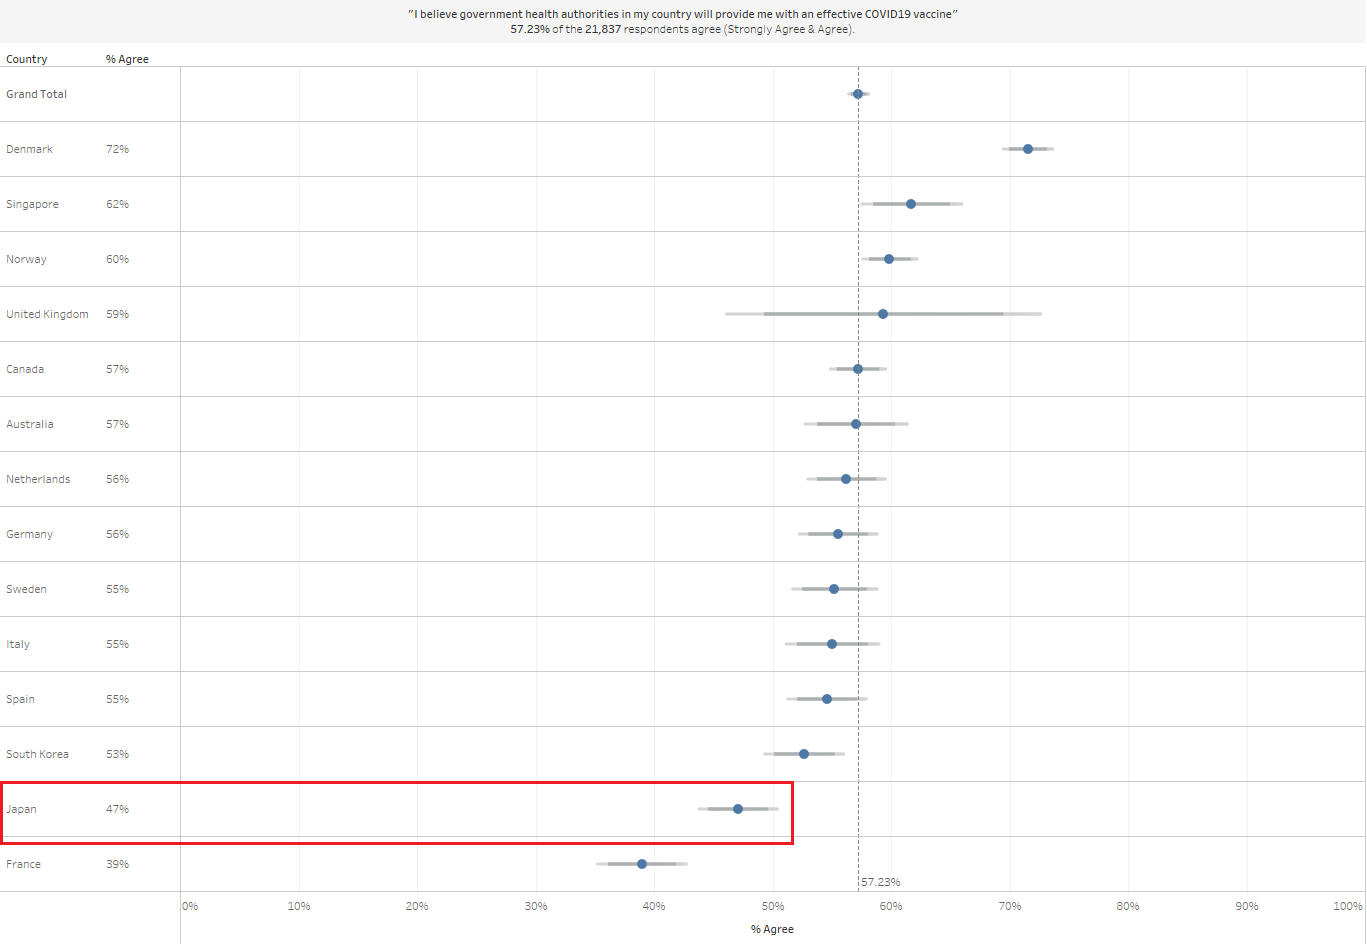 "I believe government health authorities in my country will provide me with an effective COVID19 vaccine"
57.23% of the 21,837 respondents agree (Strongly Agree & Agree).
Country % Agree
Grand Total
Denmark 72%
Singapore 62%
Norway 60%
United Kingdom 59%
Canada 57%
Australia 57%
Netherlands 56%
Germany 56%
Sweden 55%
Italy 55%
Spain 55%
South Korea 53%
Japan 47%
France 39%
57.23%
0% 10% 20% 30% 40% 50% 60% 70% 80% 90% 100%
% Agree